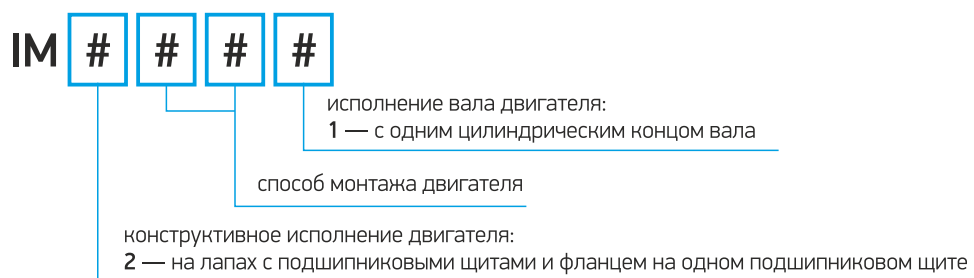 IM # # # #
исполнение вала двигателя:
1 — с одним цилиндрическим концом вала
способ монтажа двигателя
конструктивное исполнение двигателя:
2 — на лапах с подшипниковыми щитами и фланцем на одном подшипниковом щите